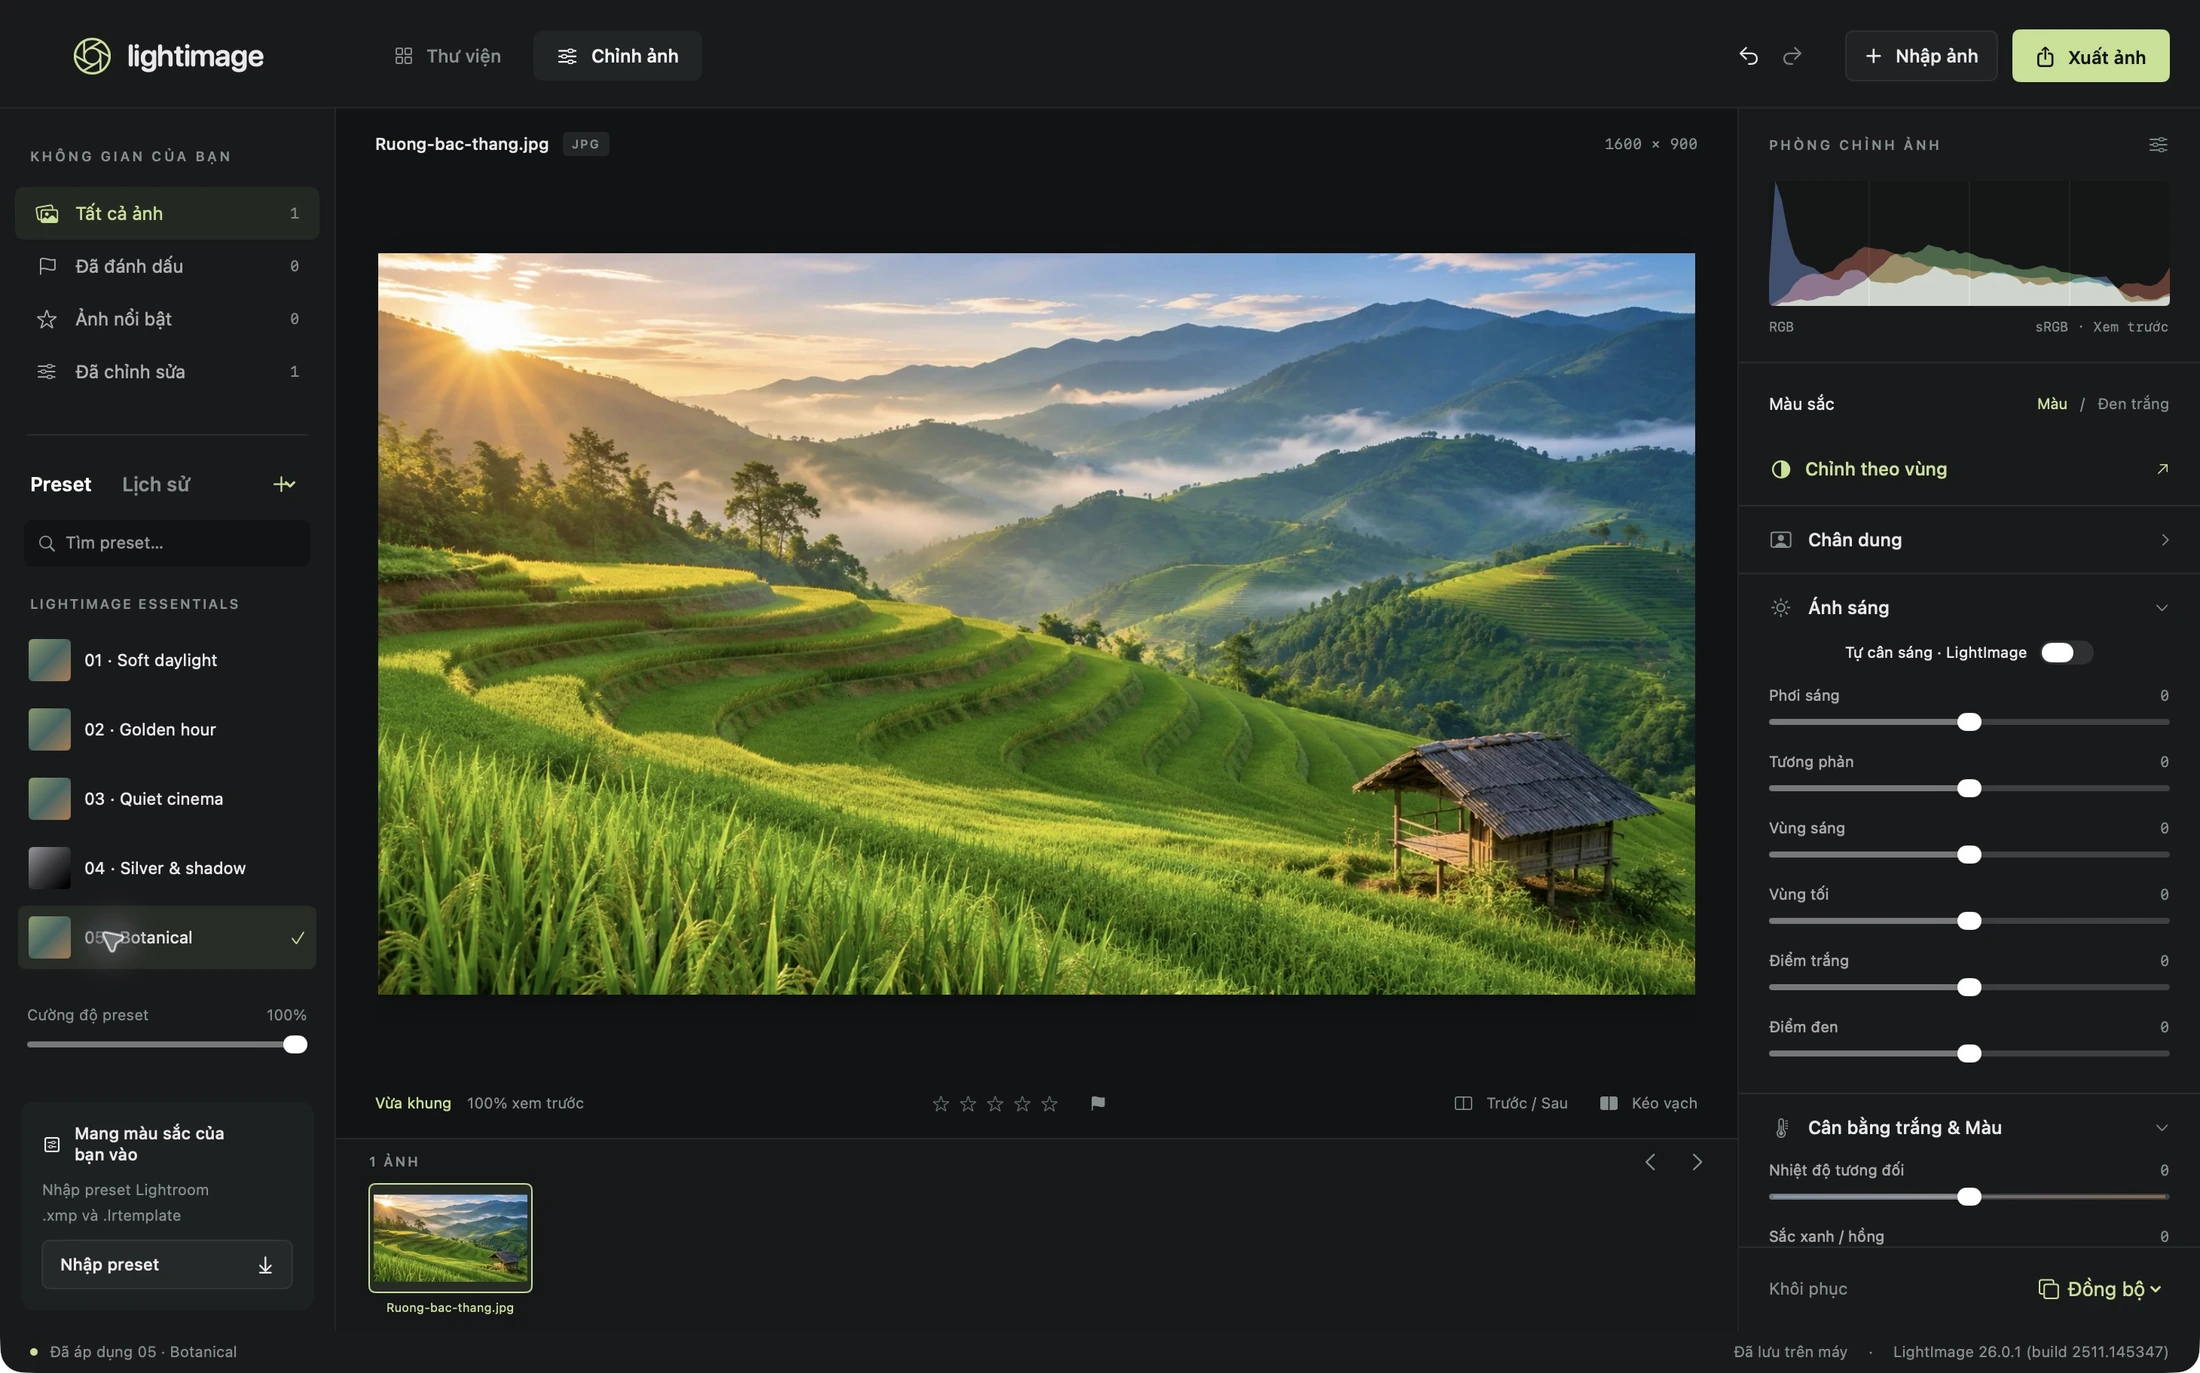 lightimage
Thư viện
Chỉnh ảnh
Nhập ảnh
Xuất ảnh
KHÔNG GIAN CỦA BẠN
Tất cả ảnh 1
Đã đánh dấu 0
Ảnh nổi bật 0
Đã chỉnh sửa 1
Preset Lịch sử
Tìm preset...
LIGHTIMAGE ESSENTIALS
01 · Soft daylight
02 · Golden hour
03 · Quiet cinema
04 · Silver & shadow
05 · Botanical
Cường độ preset 100%
Mang màu sắc của
bạn vào
Nhập preset Lightroom
.xmp và .lrtemplate
Nhập preset
Đã áp dụng 05 · Botanical
Ruong-bac-thang.jpg JPG 1600 × 900
Vừa khung 100% xem trước
Trước / Sau Kéo vạch
1 ẢNH
Ruong-bac-thang.jpg
PHÒNG CHỈNH ẢNH
RGB sRGB · Xem trước
Màu sắc Màu / Đen trắng
Chỉnh theo vùng
Chân dung
Ánh sáng
Tự cân sáng · LightImage
Phơi sáng 0
Tương phản 0
Vùng sáng 0
Vùng tối 0
Điểm trắng 0
Điểm đen 0
Cân bằng trắng & Màu
Nhiệt độ tương đối 0
Sắc xanh / hồng 0
Khôi phục Đồng bộ
Đã lưu trên máy · LightImage 26.0.1 (build 2511.145347)